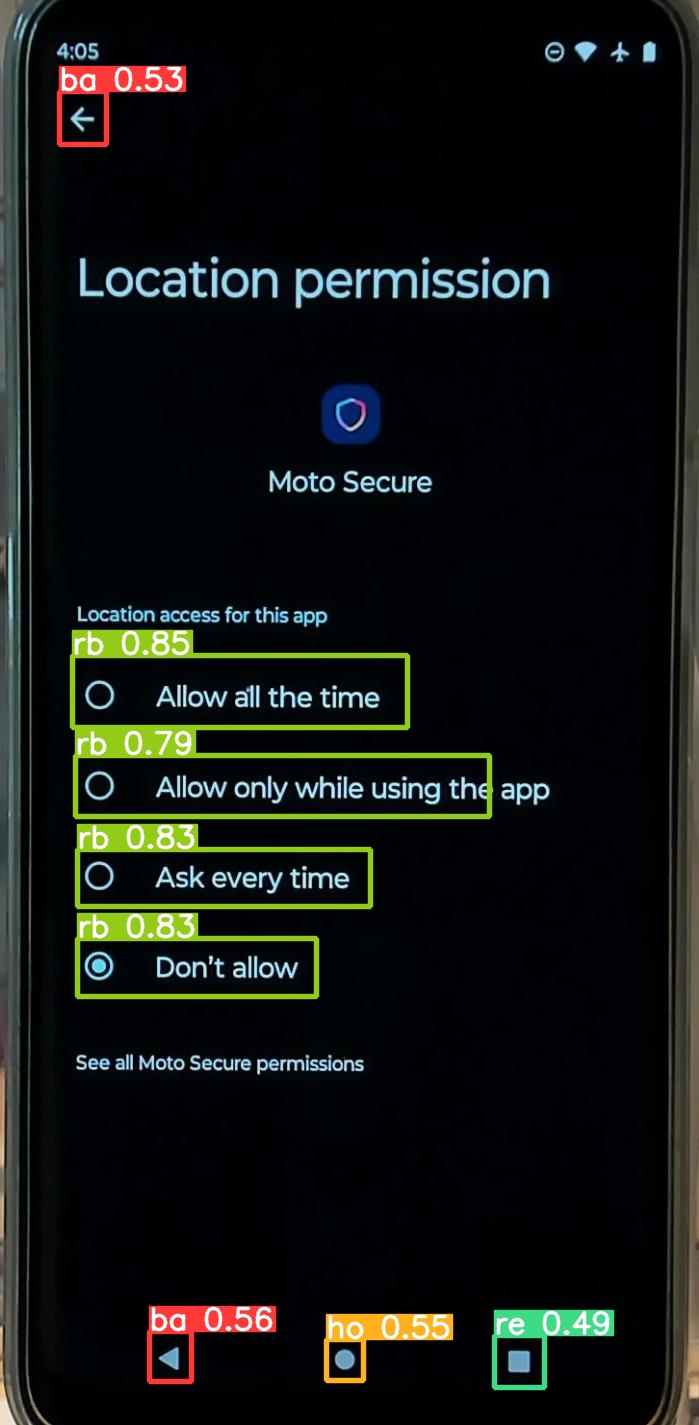 4:05
ba 0.53
Location permission
Moto Secure
Location access for this app
rb 0.85
Allow all the time
rb 0.79
Allow only while using the app
rb 0.83
Ask every time
rb 0.83
Don't allow
See all Moto Secure permissions
ba 0.56
ho 0.55
re 0.49